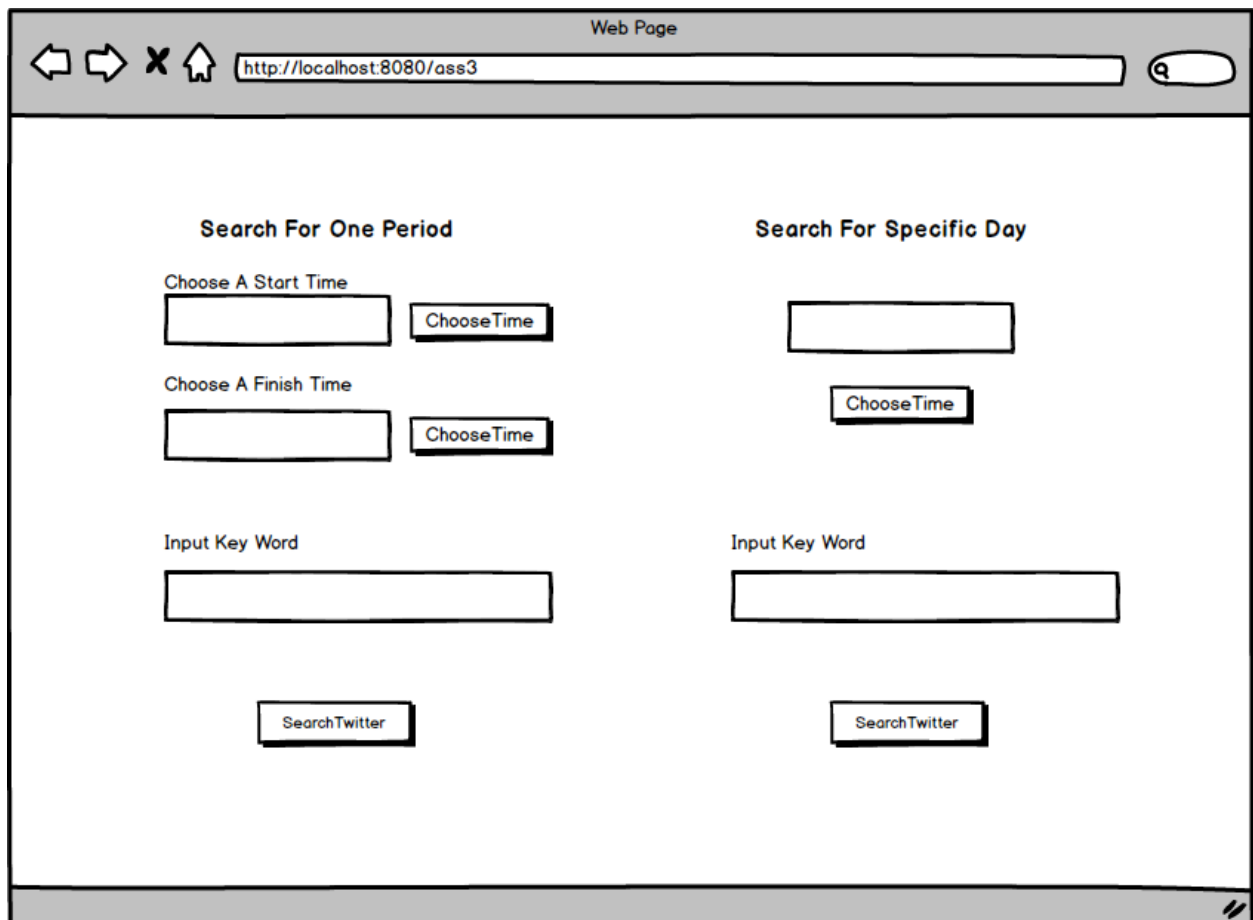 Web Page
http://localhost:8080/ass3
Search For One Period
Choose A Start Time
ChooseTime
Choose A Finish Time
ChooseTime
Input Key Word
SearchTwitter
Search For Specific Day
ChooseTime
Input Key Word
SearchTwitter